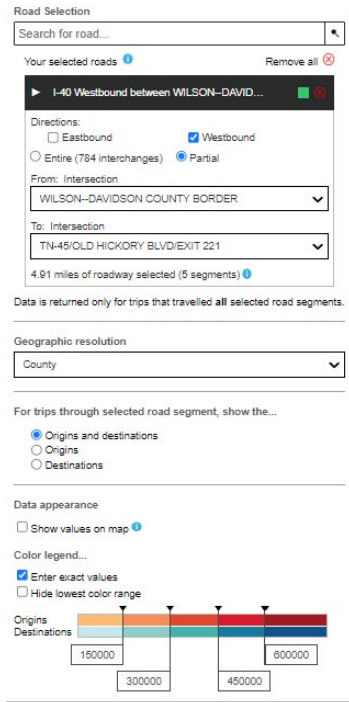 Road Selection
Search for road...
Your selected roads
Remove all
I-40 Westbound between WILSON--DAVID...
Directions:
Eastbound Westbound
Entire (784 interchanges) Partial
From: Intersection
WILSON--DAVIDSON COUNTY BORDER
To: Intersection
TN-45/OLD HICKORY BLVD/EXIT 221
4.91 miles of roadway selected (5 segments)
Data is returned only for trips that travelled all selected road segments.
Geographic resolution
County
For trips through selected road segment, show the...
Origins and destinations
Origins
Destinations
Data appearance
Show values on map
Color legend...
Enter exact values
Hide lowest color range
Origins
Destinations
150000 600000
300000 450000